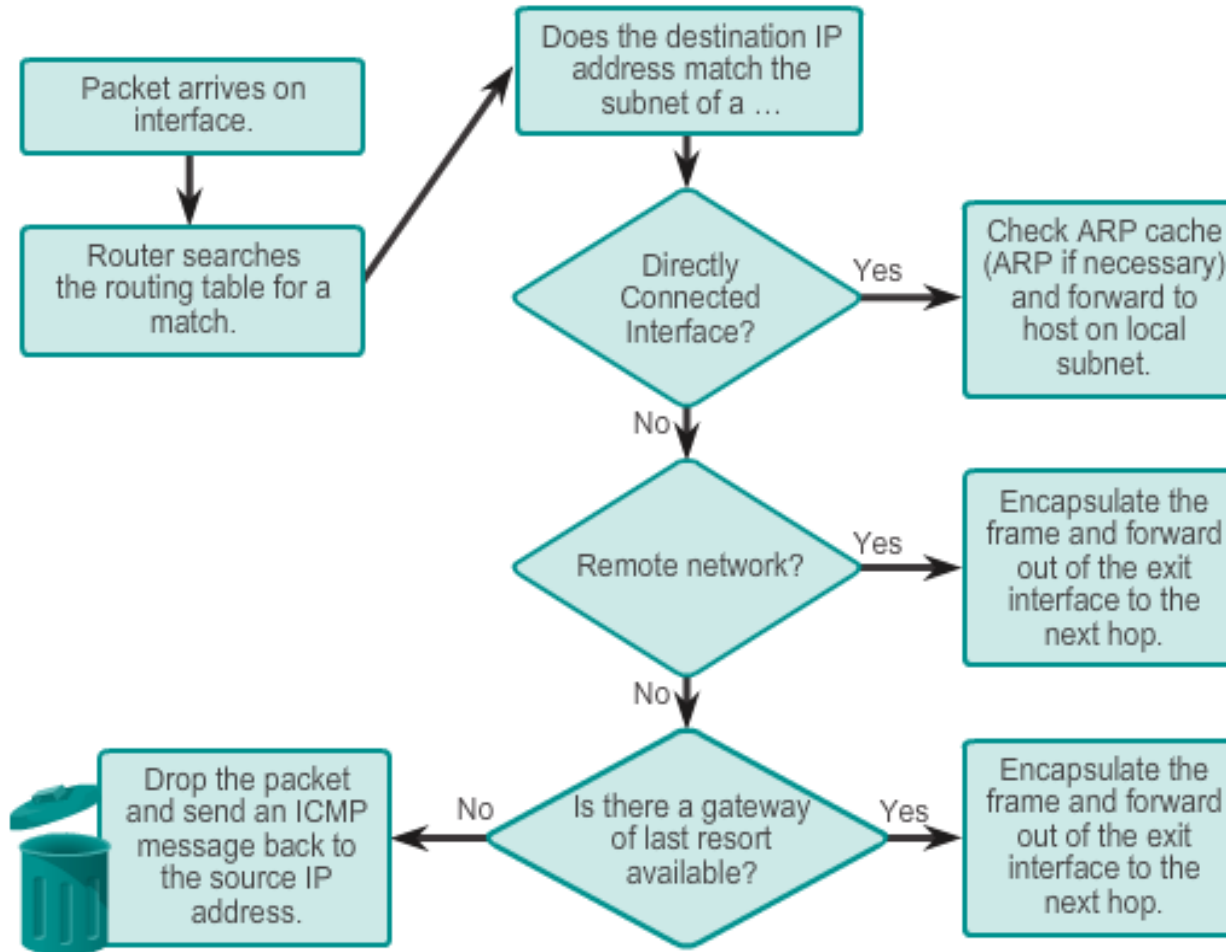 Packet arrives on
interface.
Router searches
the routing table for a
match.
Does the destination IP
address match the
subnet of a …
Directly
Connected
Interface?
Yes
Check ARP cache
(ARP if necessary)
and forward to
host on local
subnet.
No
Remote network?
Yes
Encapsulate the
frame and forward
out of the exit
interface to the
next hop.
No
Is there a gateway
of last resort
available?
Yes
Encapsulate the
frame and forward
out of the exit
interface to the
next hop.
No
Drop the packet
and send an ICMP
message back to
the source IP
address.